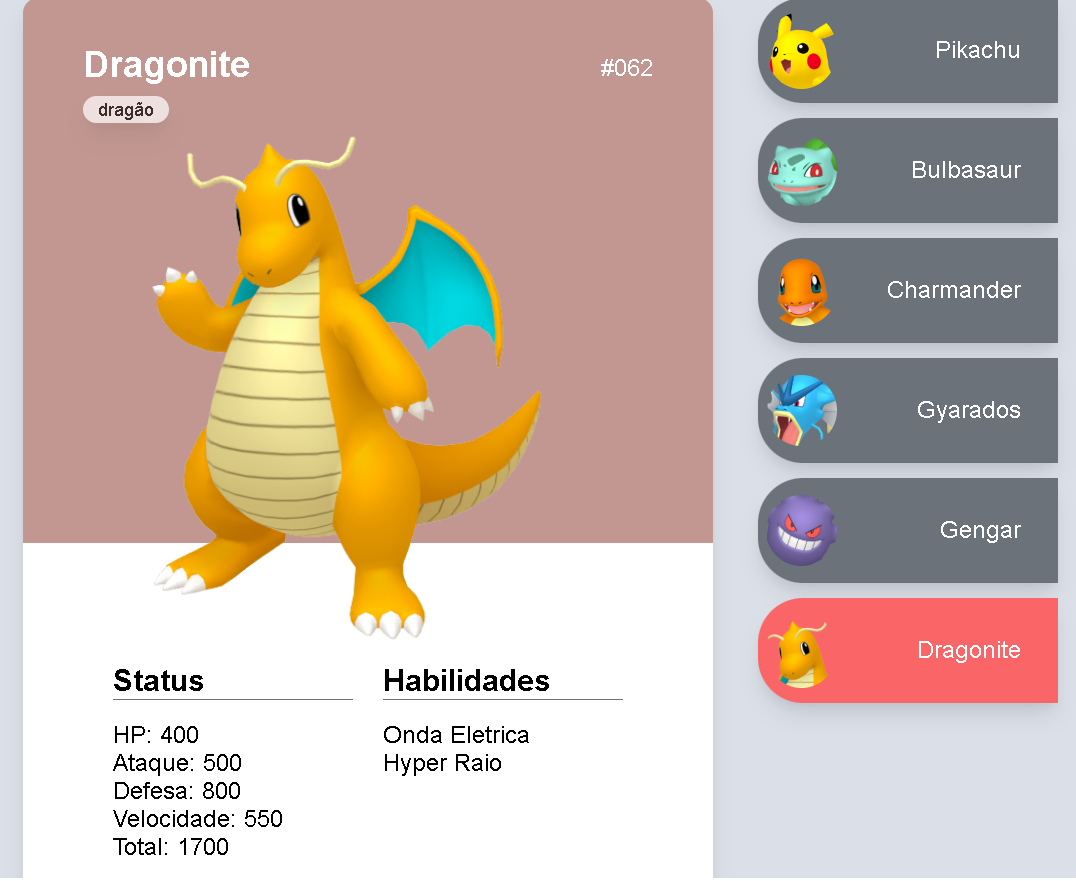 Dragonite
#062
dragão
Status
HP: 400
Ataque: 500
Defesa: 800
Velocidade: 550
Total: 1700
Habilidades
Onda Eletrica
Hyper Raio
Pikachu
Bulbasaur
Charmander
Gyarados
Gengar
Dragonite